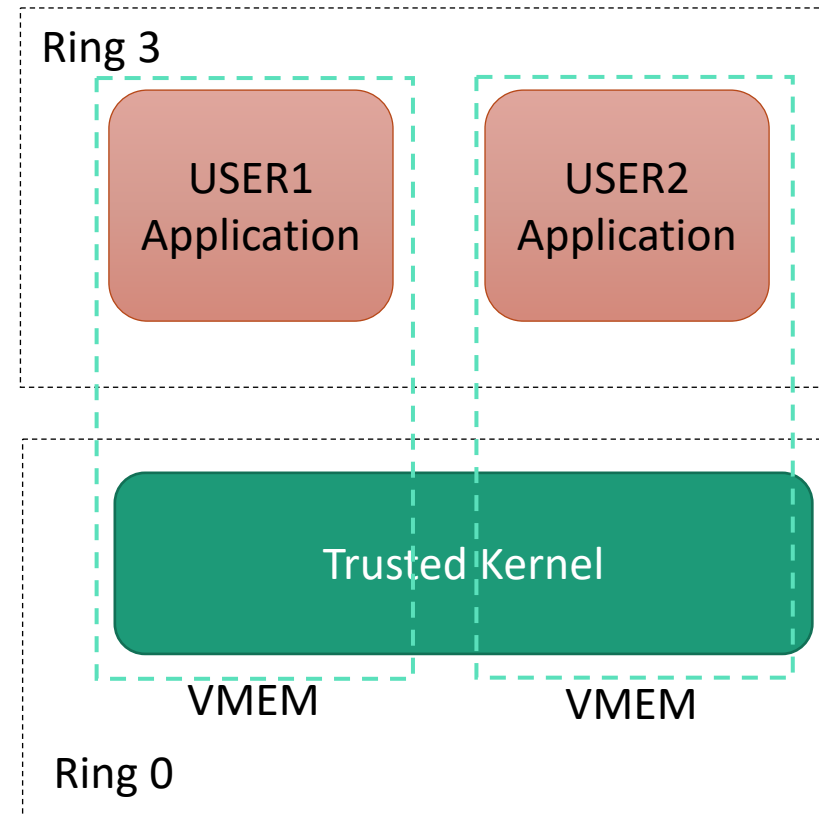 Ring 3
USER1
Application
USER2
Application
Trusted Kernel
VMEM
VMEM
Ring 0